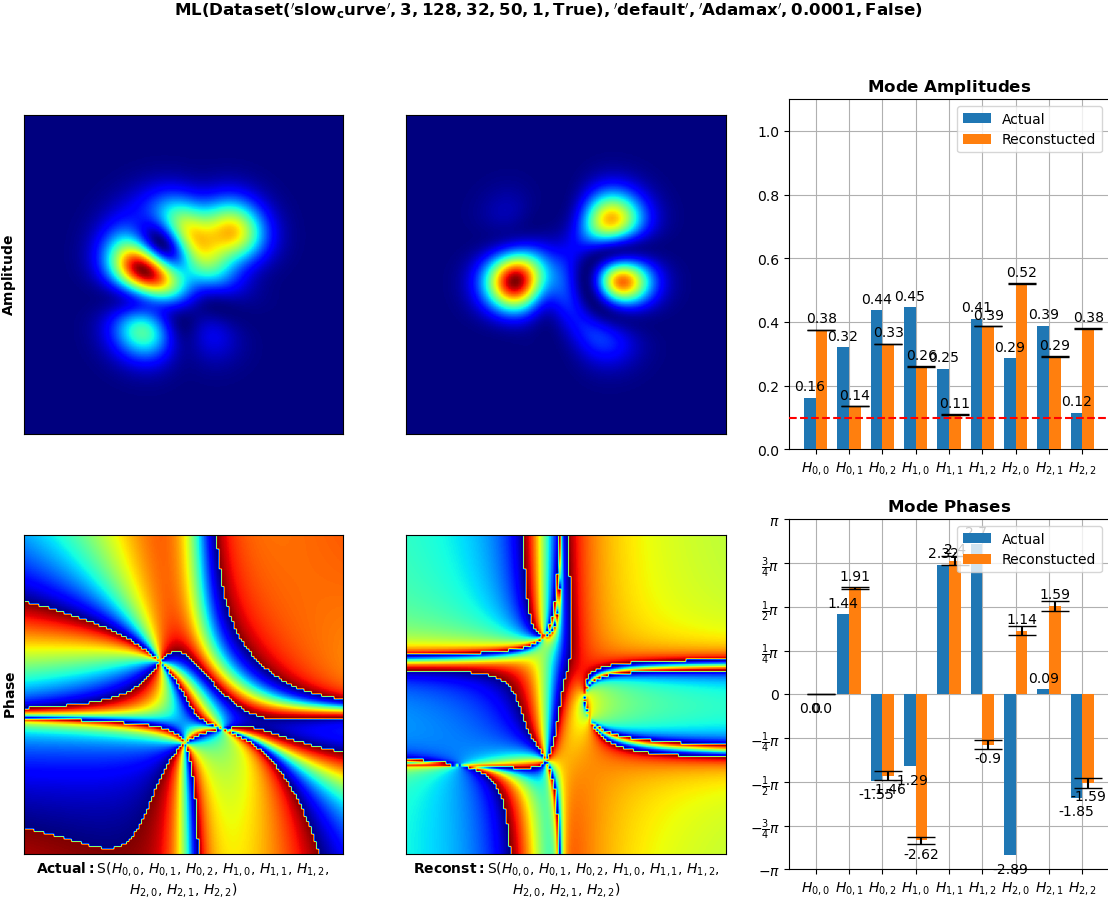 ML(Dataset('slow_curve', 3, 128, 32, 50, 1, True), 'default', 'Adamax', 0.0001, False)
Amplitude
Mode Amplitudes
Actual
Reconstucted
1.0
0.8
0.6
0.4
0.2
0.0
0.16
0.38
0.32
0.14
0.44
0.33
0.45
0.26
0.25
0.11
0.41
0.39
0.29
0.52
0.39
0.29
0.12
0.38
H0,0 H0,1 H0,2 H1,0 H1,1 H1,2 H2,0 H2,1 H2,2
Phase
Actual: S(H0,0, H0,1, H0,2, H1,0, H1,1, H1,2,
H2,0, H2,1, H2,2)
Reconst: S(H0,0, H0,1, H0,2, H1,0, H1,1, H1,2,
H2,0, H2,1, H2,2)
Mode Phases
Actual
Reconstucted
π
3/4π
1/2π
1/4π
0
−1/4π
−1/2π
−3/4π
−π
0.0
0.0
1.44
1.91
-1.55
-1.46
-1.29
-2.62
2.32
2.4
2.7
-0.9
-2.89
1.14
0.09
1.59
-1.85
-1.59
H0,0 H0,1 H0,2 H1,0 H1,1 H1,2 H2,0 H2,1 H2,2